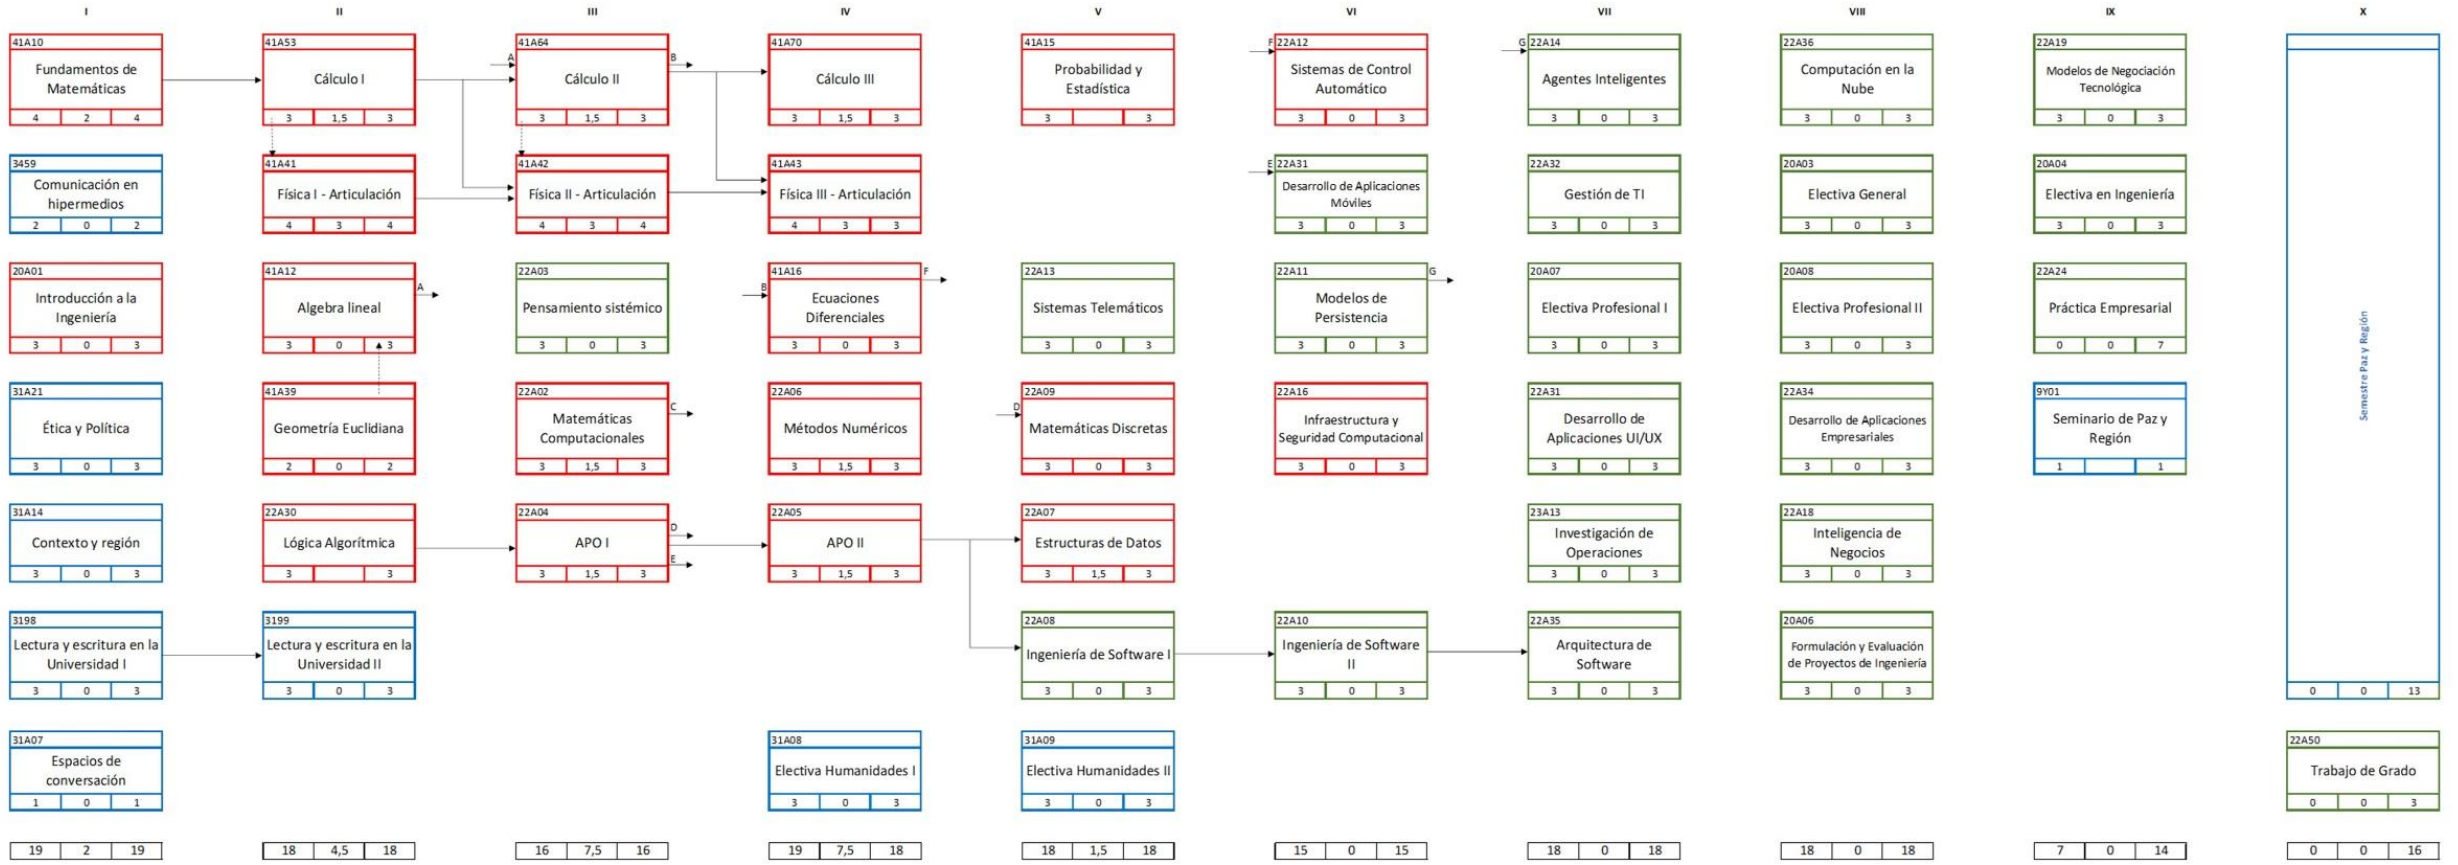 I
II
III
IV
V
VI
VII
VIII
IX
X
41A10
Fundamentos de
Matemáticas
4 2 4
3459
Comunicación en
hipermedios
2 0 2
20A01
Introducción a la
Ingeniería
3 0 3
31A21
Ética y Política
3 0 3
31A14
Contexto y región
3 0 3
3198
Lectura y escritura en la
Universidad I
3 0 3
31A07
Espacios de
conversación
1 0 1
19 2 19
41A53
Cálculo I
3 1,5 3
41A41
Física I - Articulación
4 3 4
41A12
Algebra lineal
3 0 3
A
41A39
Geometría Euclidiana
2 0 2
22A30
Lógica Algorítmica
3 3
3199
Lectura y escritura en la
Universidad II
3 0 3
18 4,5 18
A
41A64
Cálculo II
3 1,5 3
B
41A42
Física II - Articulación
4 3 4
22A03
Pensamiento sistémico
3 0 3
22A02
Matemáticas
Computacionales
3 1,5 3
C
22A04
APO I
3 1,5 3
D
E
16 7,5 16
41A70
Cálculo III
3 1,5 3
41A43
Física III - Articulación
4 3 3
B
41A16
Ecuaciones
Diferenciales
3 0 3
F
22A06
Métodos Numéricos
3 1,5 3
22A05
APO II
3 1,5 3
31A08
Electiva Humanidades I
3 0 3
19 7,5 18
41A15
Probabilidad y
Estadística
3 3
22A13
Sistemas Telemáticos
3 0 3
D
22A09
Matemáticas Discretas
3 0 3
22A07
Estructuras de Datos
3 1,5 3
22A08
Ingeniería de Software I
3 0 3
31A09
Electiva Humanidades II
3 0 3
18 1,5 18
F
22A12
Sistemas de Control
Automático
3 0 3
E
22A31
Desarrollo de Aplicaciones
Móviles
3 0 3
22A11
Modelos de
Persistencia
3 0 3
G
22A16
Infraestructura y
Seguridad Computacional
3 0 3
22A10
Ingeniería de Software
II
3 0 3
15 0 15
G
22A14
Agentes Inteligentes
3 0 3
22A32
Gestión de TI
3 0 3
20A07
Electiva Profesional I
3 0 3
22A31
Desarrollo de
Aplicaciones UI/UX
3 0 3
23A13
Investigación de
Operaciones
3 0 3
22A35
Arquitectura de
Software
3 0 3
18 0 18
22A36
Computación en la
Nube
3 0 3
20A03
Electiva General
3 0 3
20A08
Electiva Profesional II
3 0 3
22A34
Desarrollo de Aplicaciones
Empresariales
3 0 3
22A18
Inteligencia de
Negocios
3 0 3
20A06
Formulación y Evaluación
de Proyectos de Ingeniería
3 0 3
18 0 18
22A19
Modelos de Negociación
Tecnológica
3 0 3
20A04
Electiva en Ingeniería
3 0 3
22A24
Práctica Empresarial
0 0 7
9Y01
Seminario de Paz y
Región
1 1
7 0 14
Semestre Paz y Región
0 0 13
22A50
Trabajo de Grado
0 0 3
0 0 16